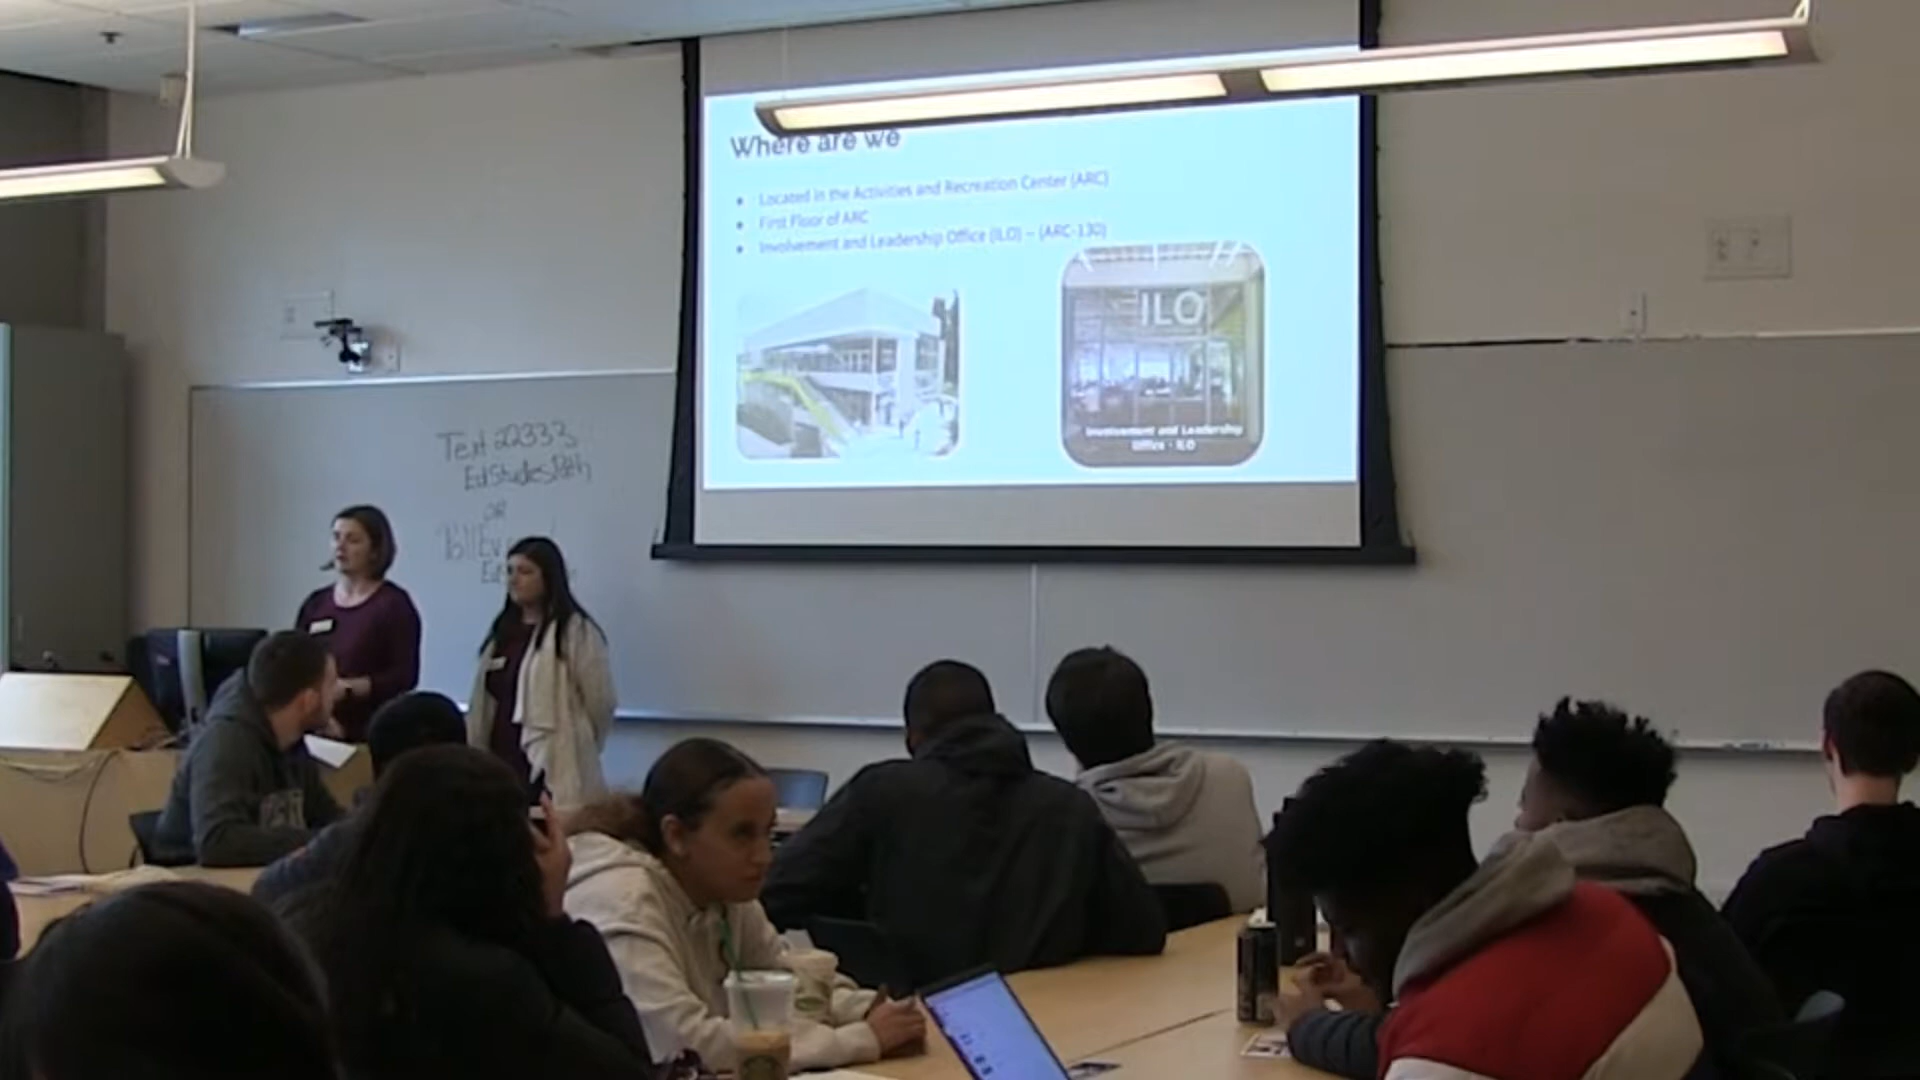 Where are we
Located in the Activities and Recreation Center (ARC)
First Floor of ARC
Involvement and Leadership Office (ILO) – (ARC-130)
ILO
Involvement and Leadership
Office - ILO
Text 22333
OR